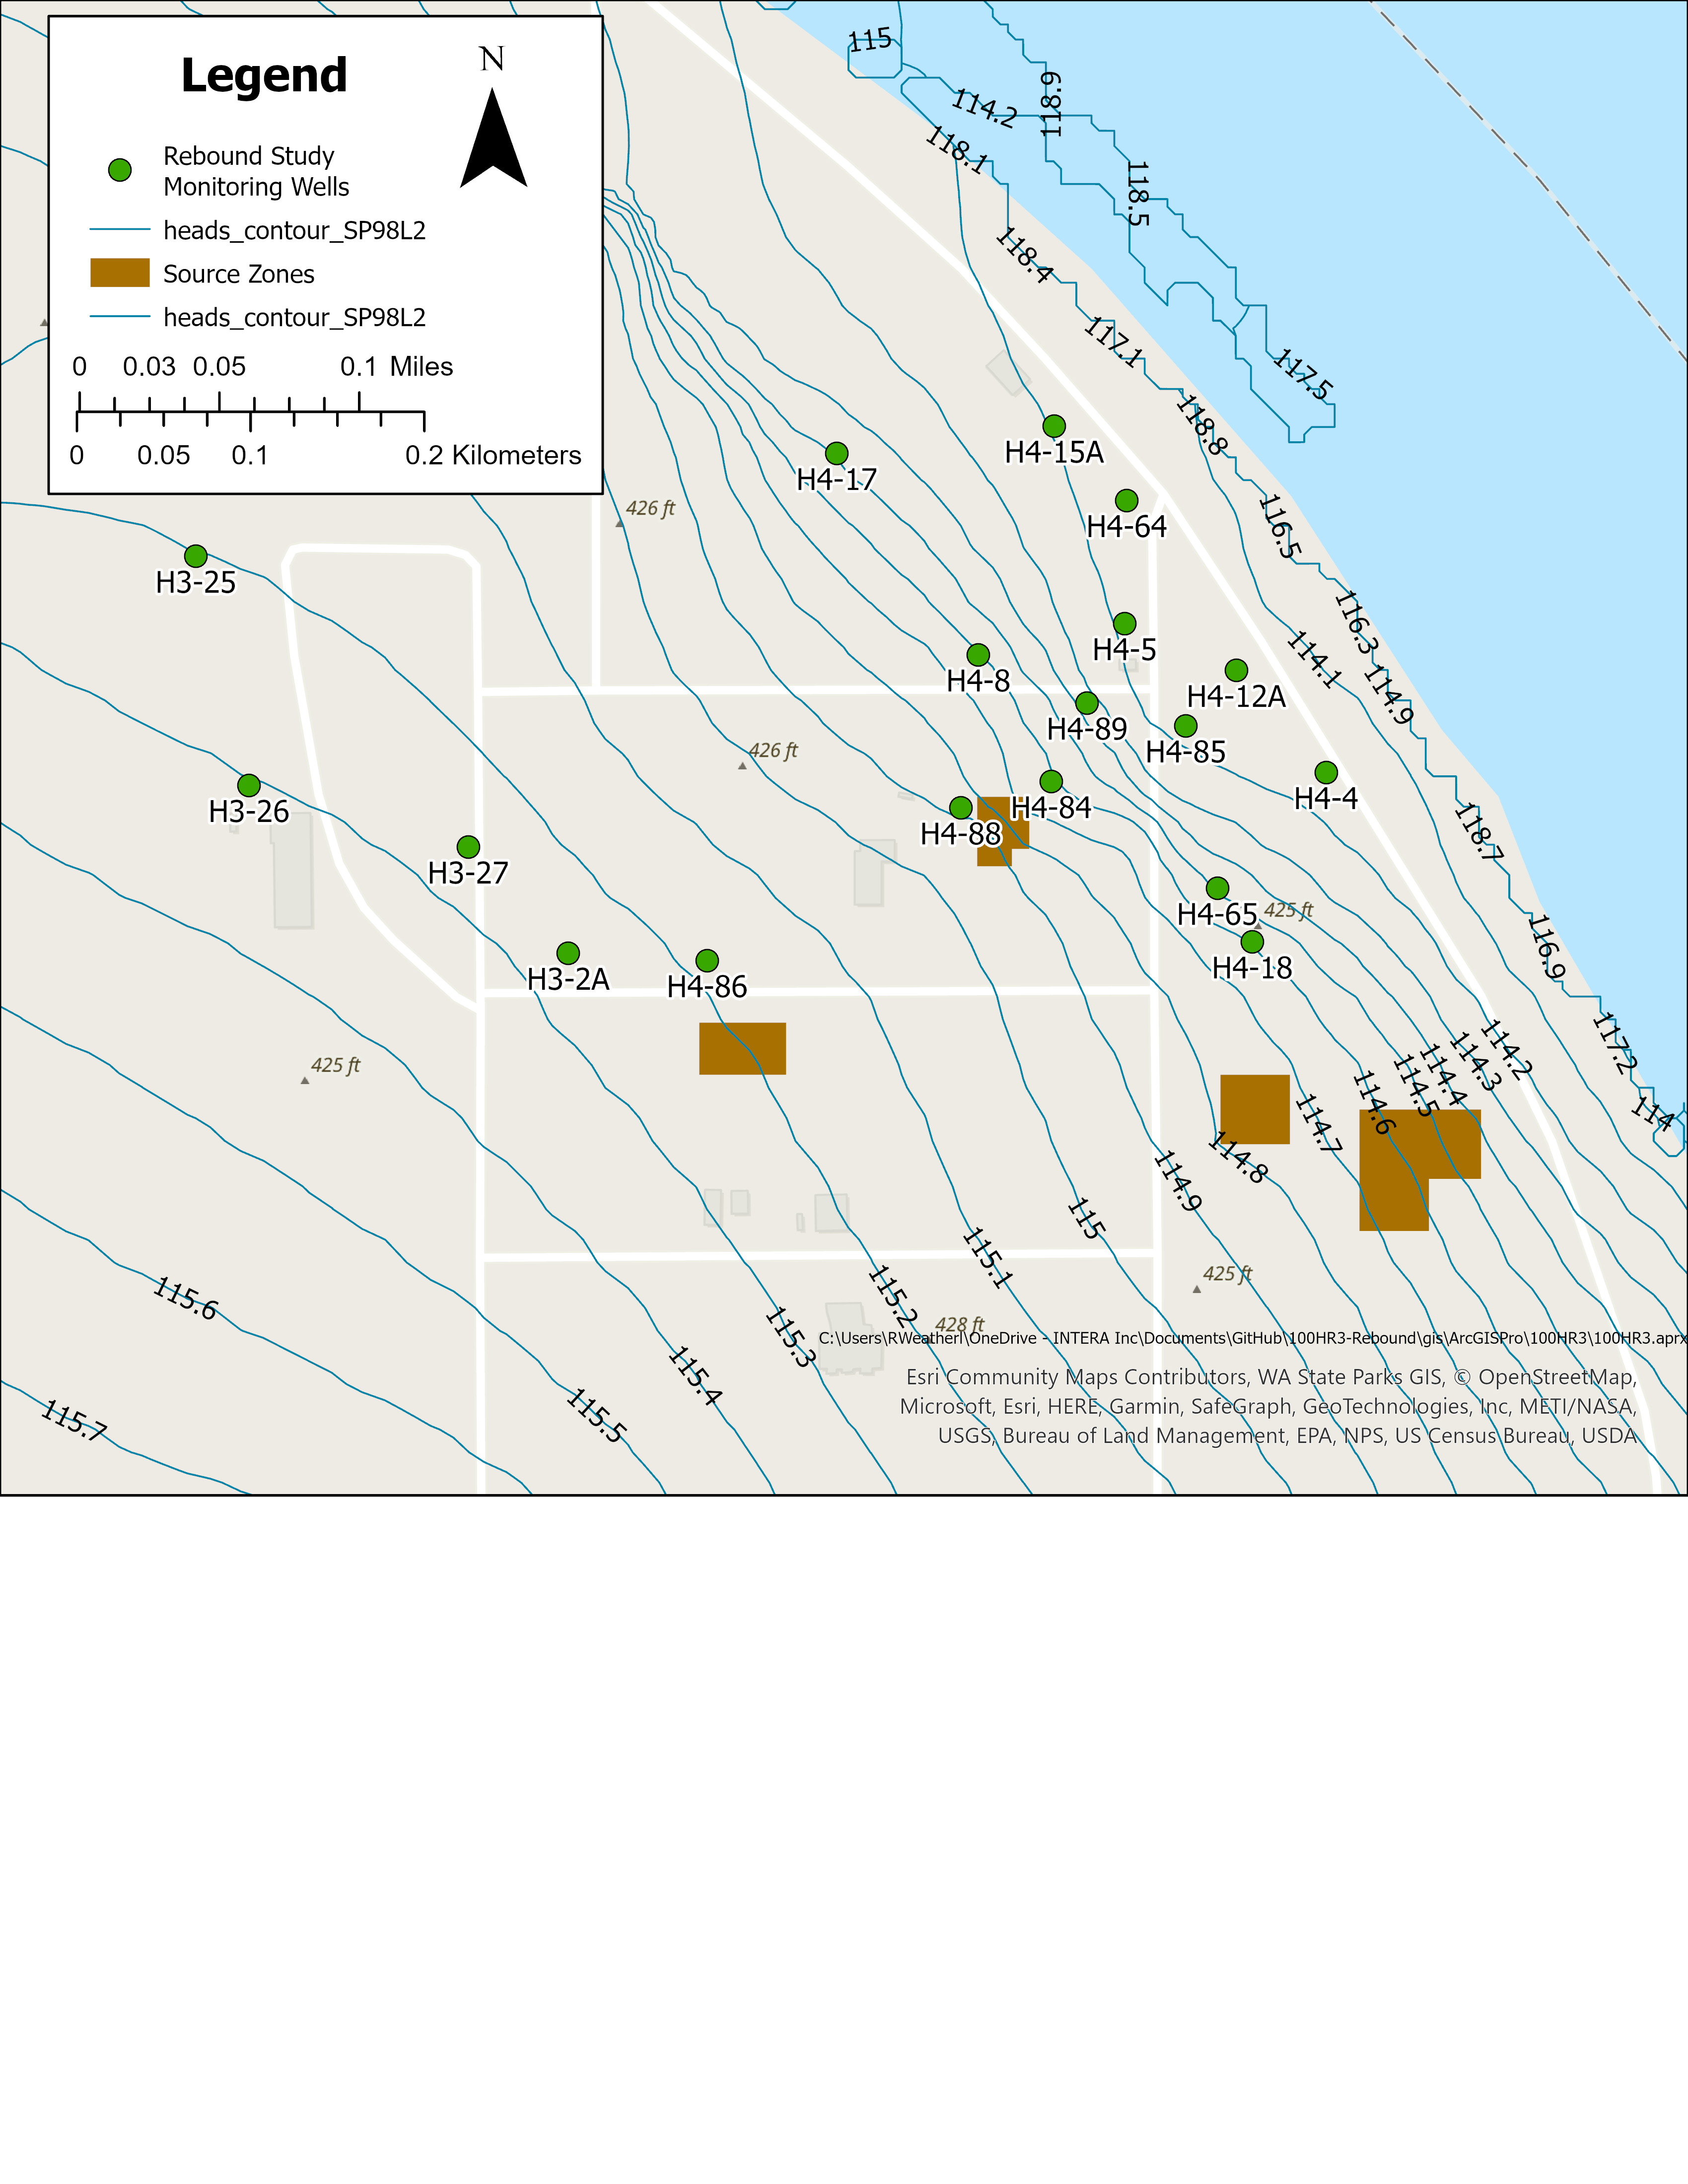 Legend
N
Rebound Study
Monitoring Wells
heads_contour_SP98L2
Source Zones
heads_contour_SP98L2
0 0.03 0.05 0.1 Miles
0 0.05 0.1 0.2 Kilometers
115
114.2
118.9
118.1
118.5
118.4
117.1
117.5
118.8
H4-15A
H4-17
426 ft
116.5
H4-64
H3-25
116.3
H4-5
114.1
H4-8
114.9
H4-12A
H4-89
H4-85
426 ft
H3-26
H4-4
H4-84
H4-88
118.7
H3-27
H4-65
425 ft
116.9
H4-18
H3-2A
H4-86
117.2
425 ft
114.2
114.3
114.4
114.5
114.6
114.7
114
114.8
114.9
115
115.1
425 ft
115.2
115.6
115.3
428 ft
C:\Users\RWeatherl\OneDrive - INTERA Inc\Documents\GitHub\100HR3-Rebound\gis\ArcGISPro\100HR3\100HR3.aprx
115.4
115.5
115.7
Esri Community Maps Contributors, WA State Parks GIS, © OpenStreetMap,
Microsoft, Esri, HERE, Garmin, SafeGraph, GeoTechnologies, Inc, METI/NASA,
USGS, Bureau of Land Management, EPA, NPS, US Census Bureau, USDA